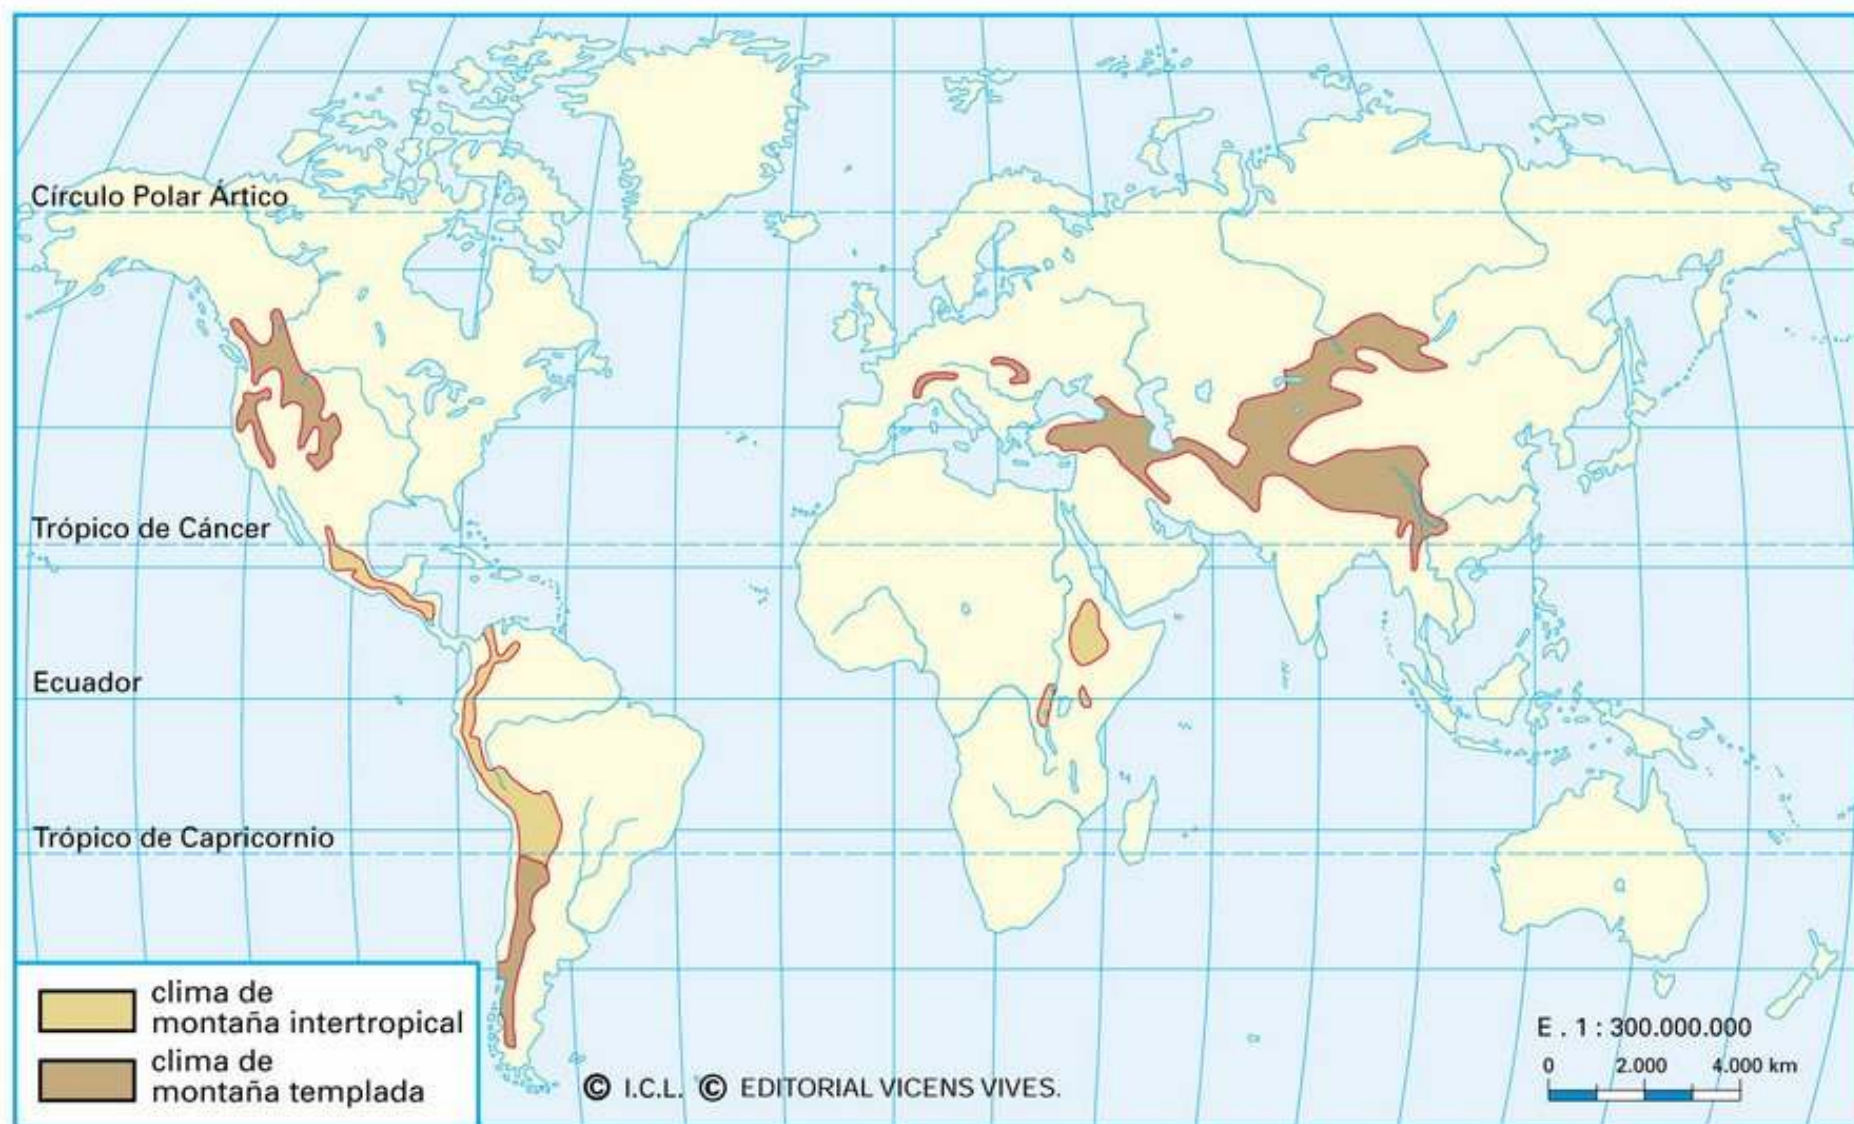 Círculo Polar Ártico
Trópico de Cáncer
Ecuador
Trópico de Capricornio
clima de
montaña intertropical
clima de
montaña templada
© I.C.L. © EDITORIAL VICENS VIVES.
E . 1 : 300.000.000
0 2.000 4.000 km